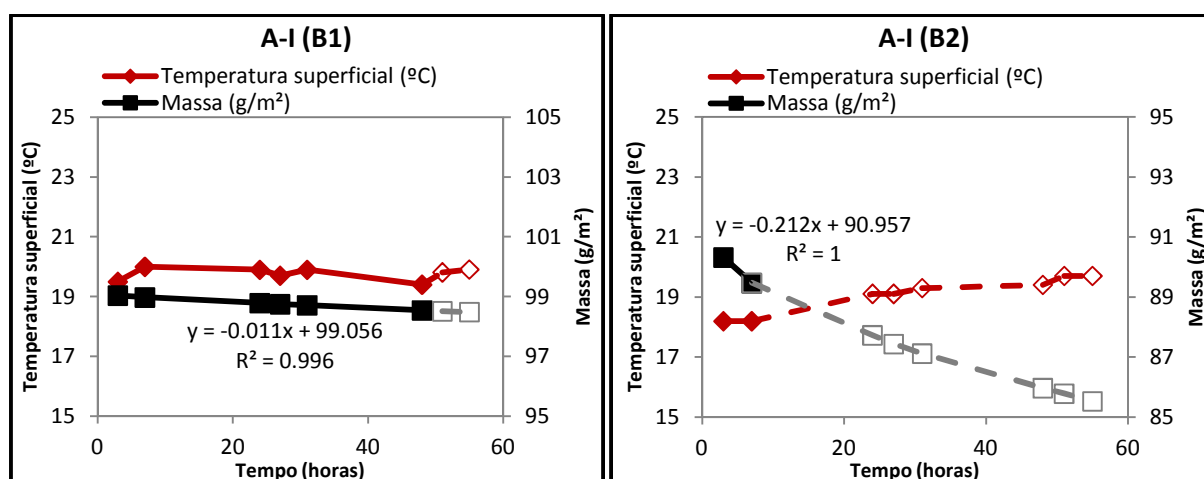 A-I (B1)
Temperatura superficial (ºC)
Massa (g/m²)
25
23
21
19
17
15
Temperatura superficial (ºC)
105
103
101
99
98
95
Massa (g/m²)
y = -0.011x + 99.056
R² = 0.996
0
20
40
60
Tempo (horas)
A-I (B2)
Temperatura superficial (ºC)
Massa (g/m²)
25
23
21
19
17
15
Temperatura superficial (ºC)
95
93
91
89
87
85
Massa (g/m²)
y = -0.212x + 90.957
R² = 1
0
20
40
60
Tempo (horas)